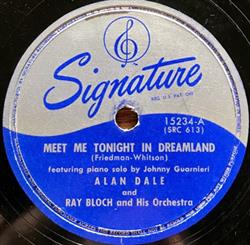 Signature
REG. U.S. PAT. OFF.
15234-A
(SRC 613)
MEET ME TONIGHT IN DREAMLAND
(Friedman-Whitson)
featuring piano solo by Johnny Guarnieri
ALAN DALE
and
RAY BLOCH and His Orchestra